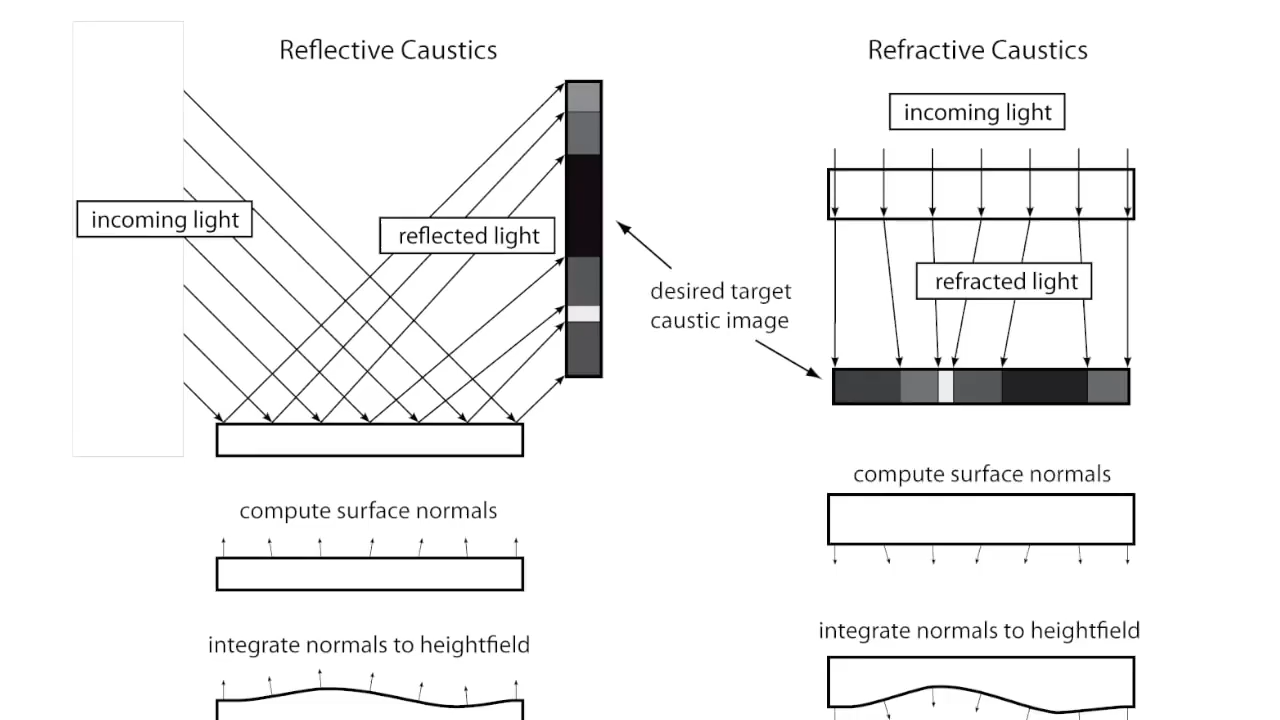 Reflective Caustics
incoming light
reflected light
compute surface normals
integrate normals to heightfield
desired target
caustic image
Refractive Caustics
incoming light
refracted light
compute surface normals
integrate normals to heightfield